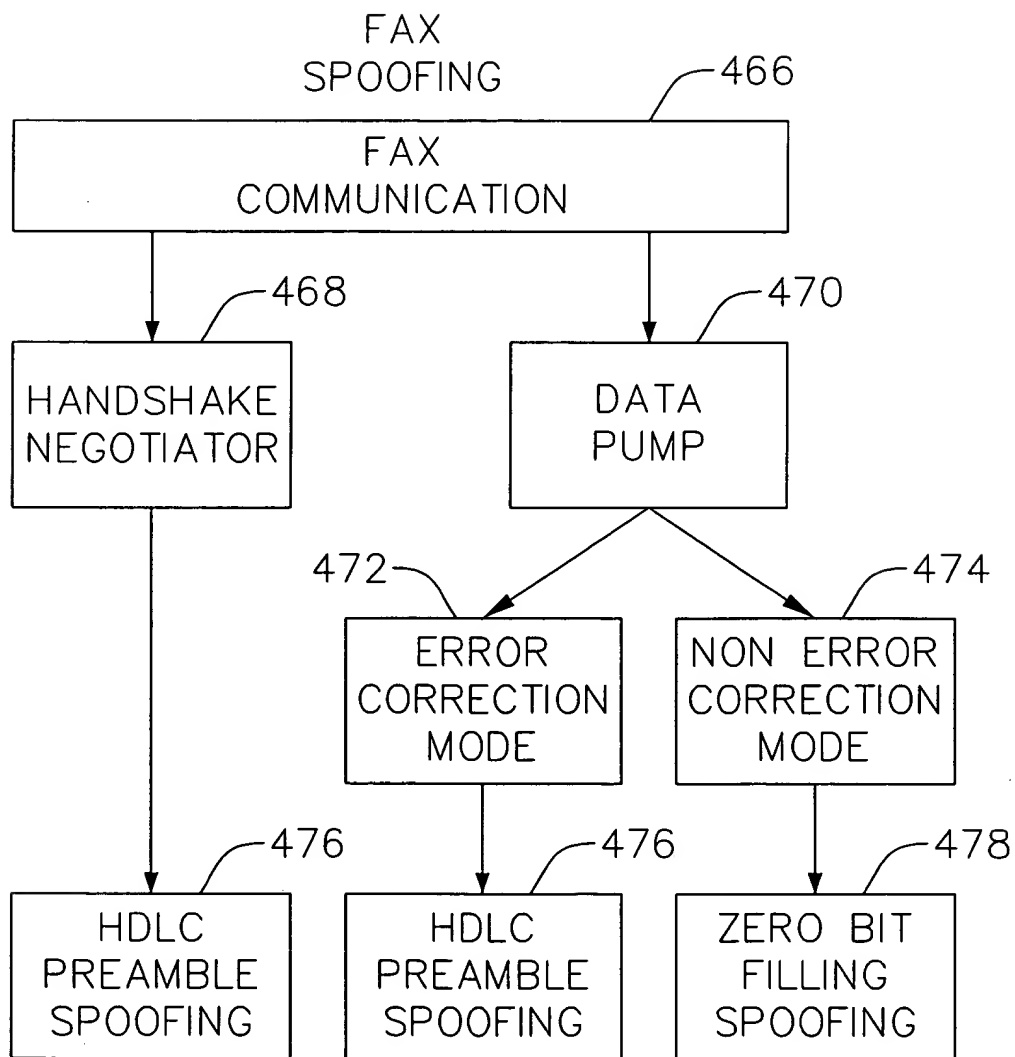 FAX
SPOOFING
466
FAX
COMMUNICATION
468
470
HANDSHAKE
NEGOTIATOR
DATA
PUMP
472
474
ERROR
CORRECTION
MODE
NON ERROR
CORRECTION
MODE
476
476
478
HDLC
PREAMBLE
SPOOFING
HDLC
PREAMBLE
SPOOFING
ZERO BIT
FILLING
SPOOFING